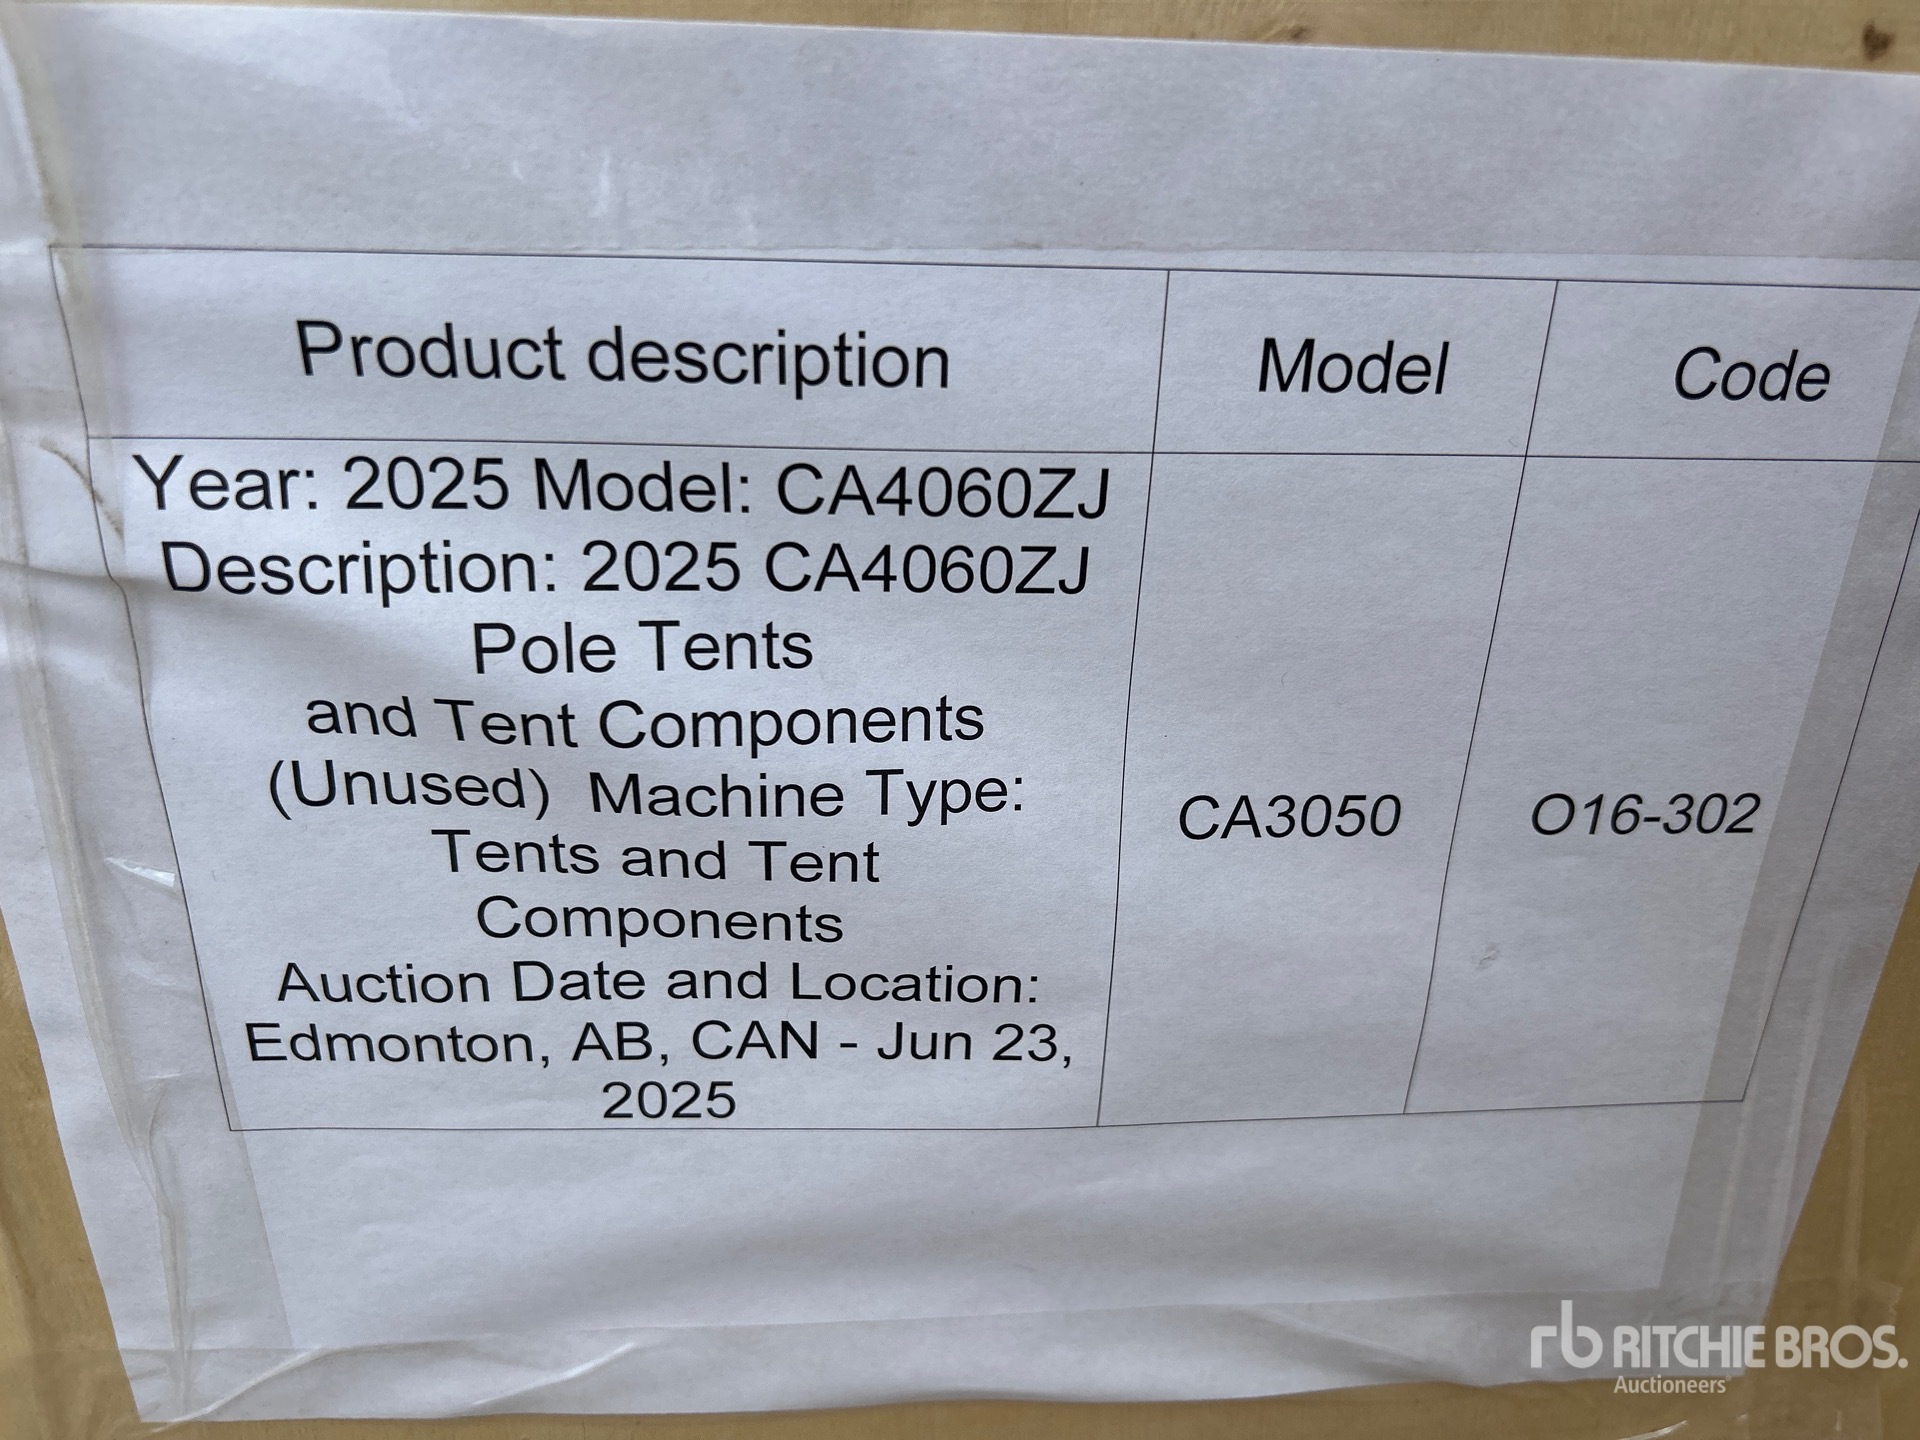 Product description
Model
Code
Year: 2025 Model: CA4060ZJ
Description: 2025 CA4060ZJ
Pole Tents
and Tent Components
(Unused) Machine Type:
Tents and Tent
Components
Auction Date and Location:
Edmonton, AB, CAN - Jun 23,
2025
CA3050
O16-302
rb RITCHIE BROS.
Auctioneers